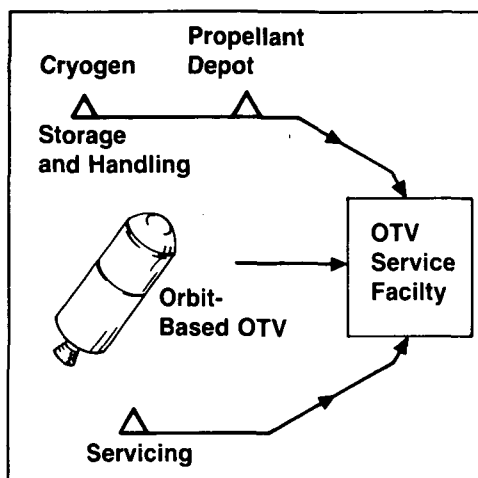 Propellant
Depot
Cryogen
Storage
and Handling
OTV
Service
Facilty
Orbit-
Based OTV
Servicing